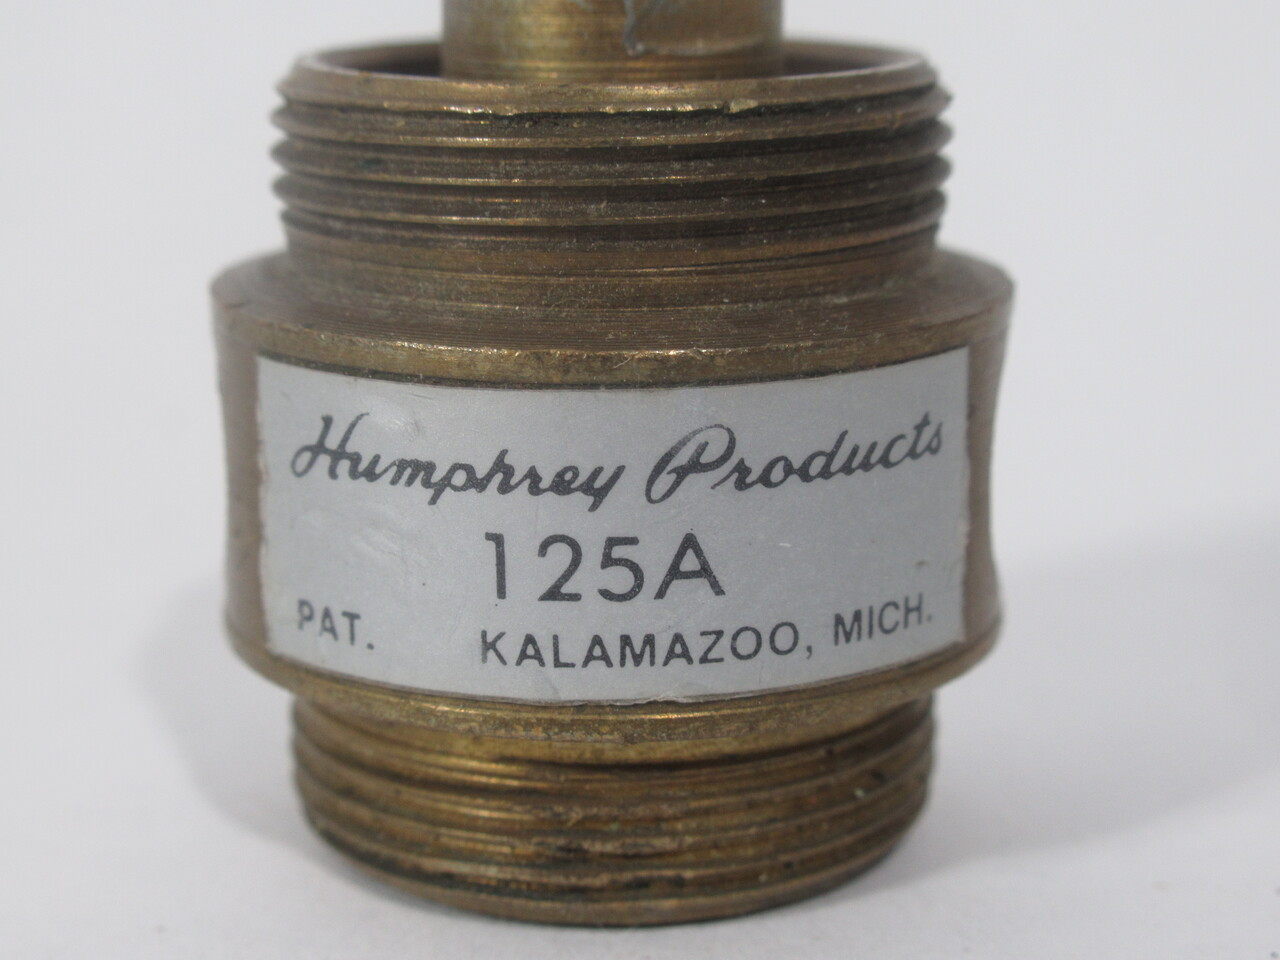 Humphrey Products
125A
PAT. KALAMAZOO, MICH.